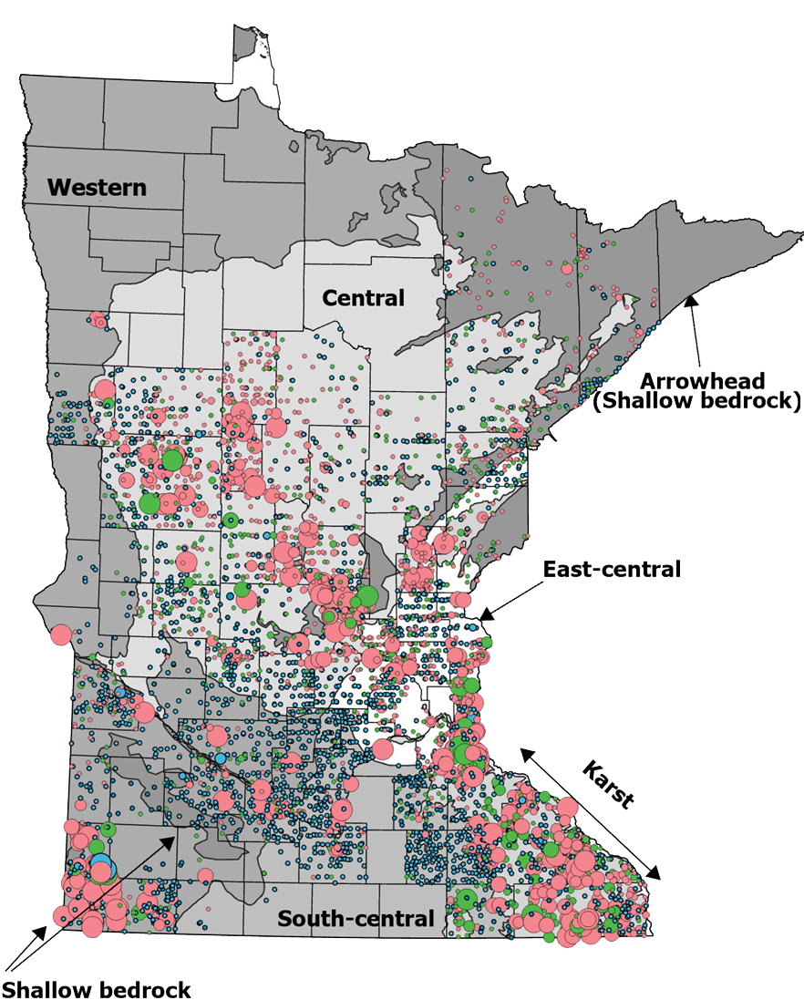 Western
Central
Arrowhead
(Shallow bedrock)
East-central
Karst
South-central
Shallow bedrock